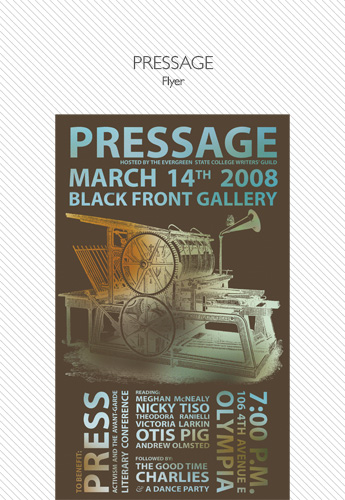 PRESSAGE
Flyer
PRESSAGE
HOSTED BY THE EVERGREEN STATE COLLEGE WRITERS' GUILD
MARCH 14TH 2008
BLACK FRONT GALLERY
TO BENEFIT:
PRESS
ACTIVISM AND THE AVANT-GARDE
LITERARY CONFERENCE
READING:
MEGHAN McNEALY
NICKY TISO
THEODORA RANIELLI
VICTORIA LARKIN
OTIS PIG
ANDREW OLMSTED
FOLLOWED BY:
THE GOOD TIME
CHARLIES
& A DANCE PARTY
7:00 P.M.
106 4TH AVENUE E
OLYMPIA